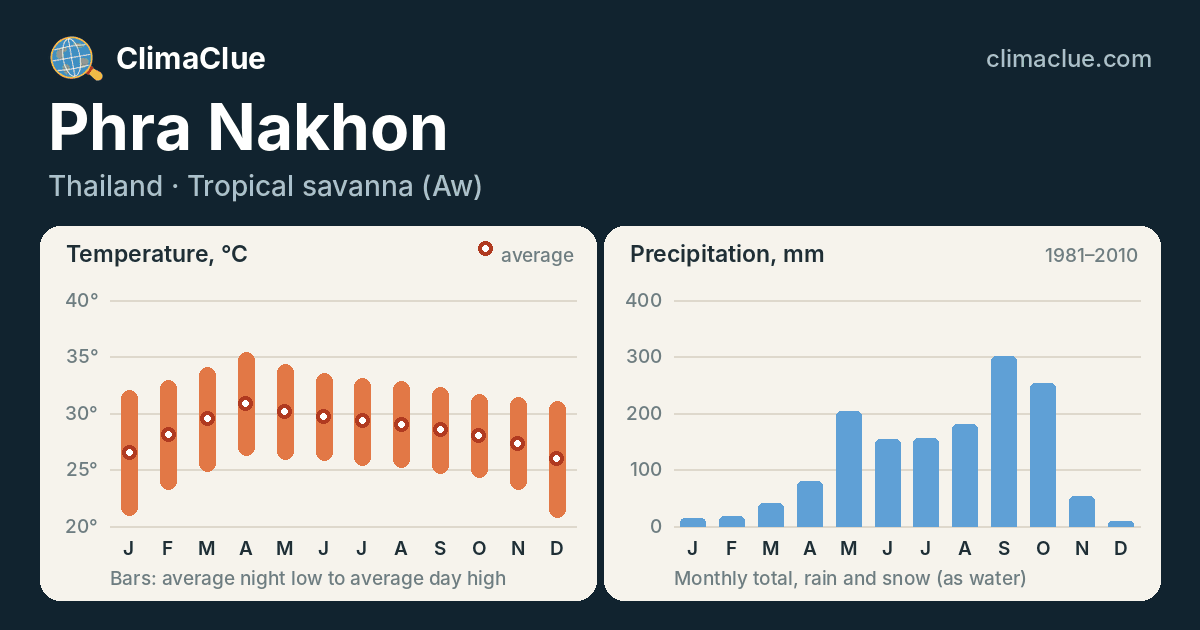 ClimaClue
climaclue.com
Phra Nakhon
Thailand · Tropical savanna (Aw)
Temperature, °C
average
40°
35°
30°
25°
20°
J F M A M J J A S O N D
Bars: average night low to average day high
Precipitation, mm
1981–2010
400
300
200
100
0
J F M A M J J A S O N D
Monthly total, rain and snow (as water)